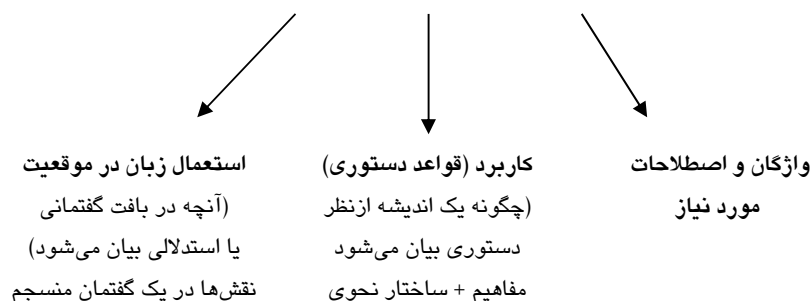 واژگان و اصطلاحات
مورد نیاز
کاربرد (قواعد دستوری)
(چگونه یک اندیشه ازنظر
دستوری بیان می‌شود
مفاهیم + ساختار نحوی
استعمال زبان در موقعیت
(آنچه در بافت گفتمانی
یا استدلالی بیان می‌شود)
نقش‌ها در یک گفتمان منسجم